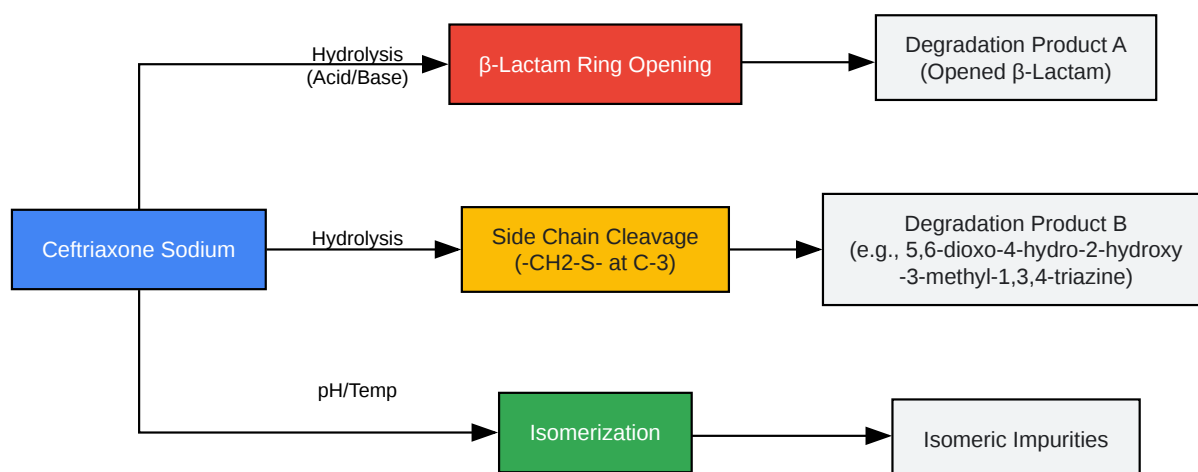 Hydrolysis
(Acid/Base)
β-Lactam Ring Opening
Degradation Product A
(Opened β-Lactam)
Ceftriaxone Sodium
Hydrolysis
Side Chain Cleavage
(-CH2-S- at C-3)
Degradation Product B
(e.g., 5,6-dioxo-4-hydro-2-hydroxy
-3-methyl-1,3,4-triazine)
pH/Temp
Isomerization
Isomeric Impurities